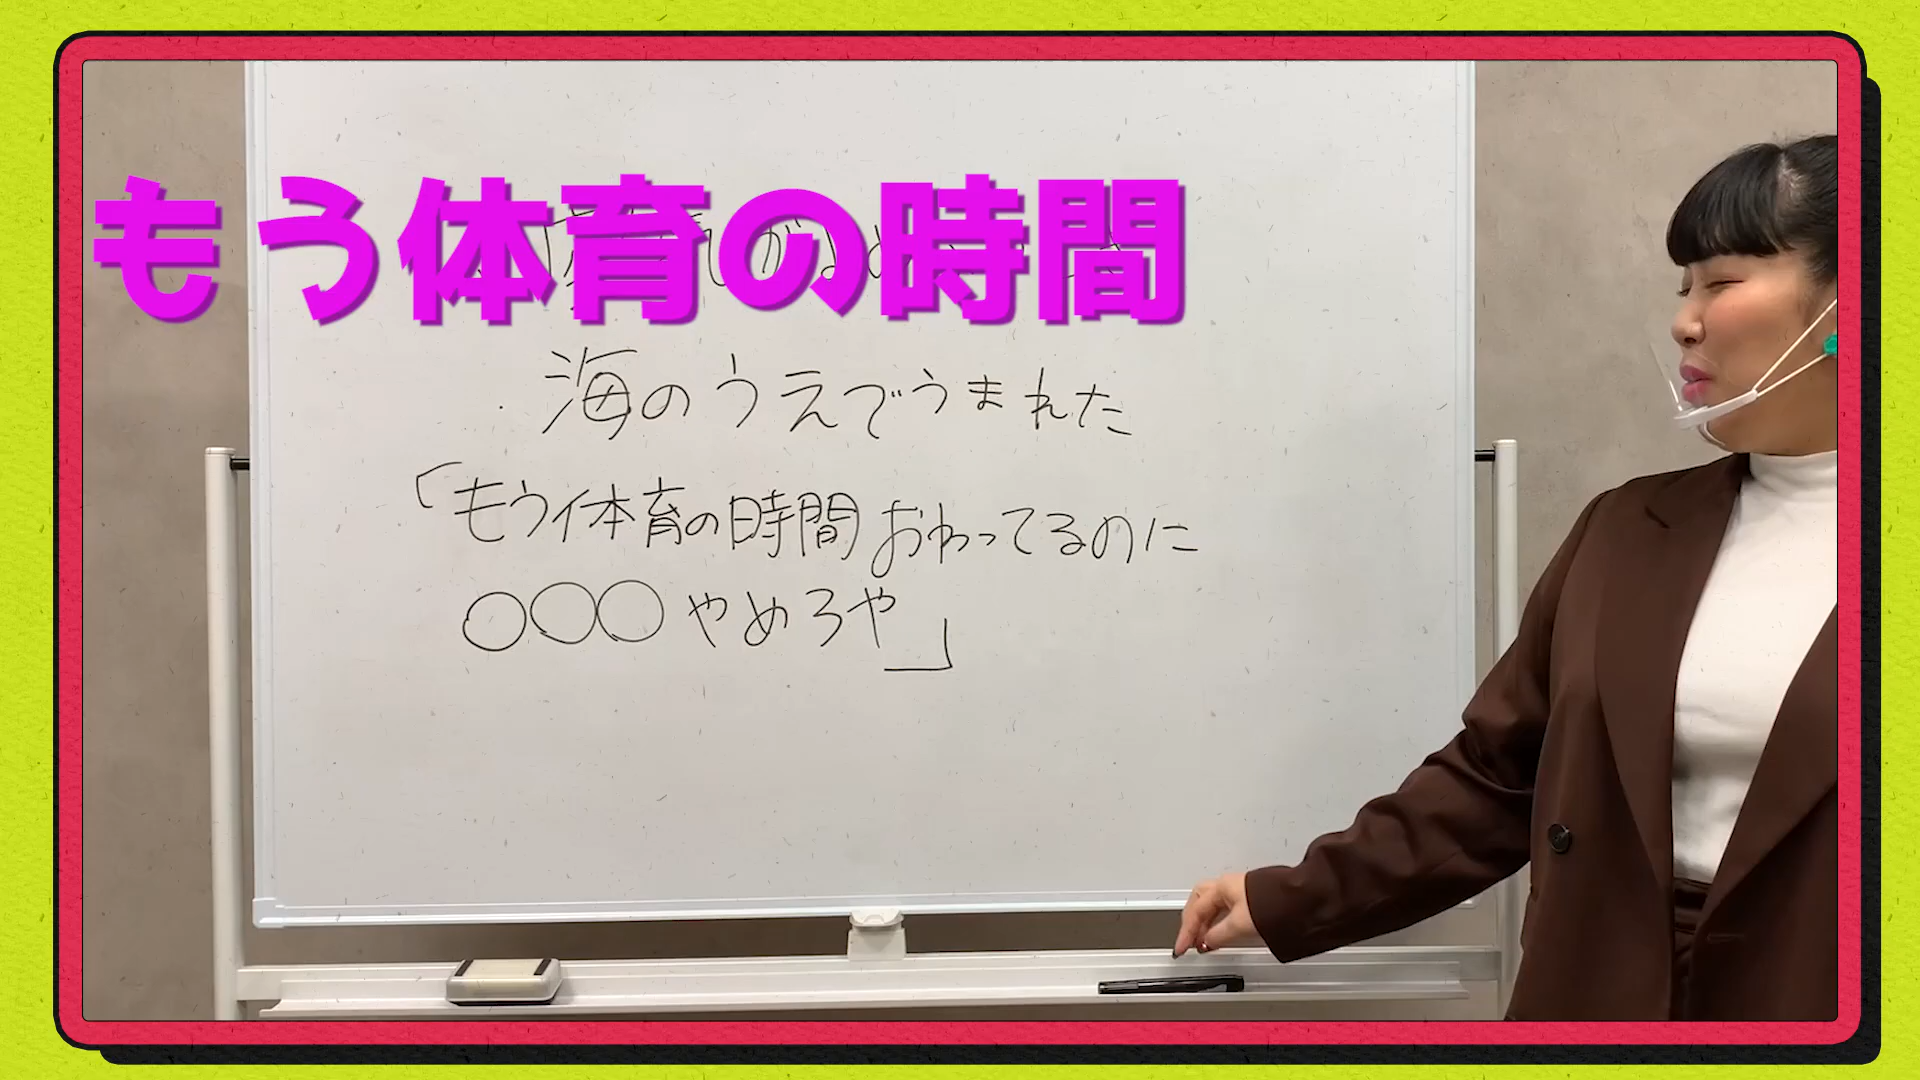 もう体育の時間
海のうえでうまれた
「もう体育の時間おわってるのに
○○○やめろや」